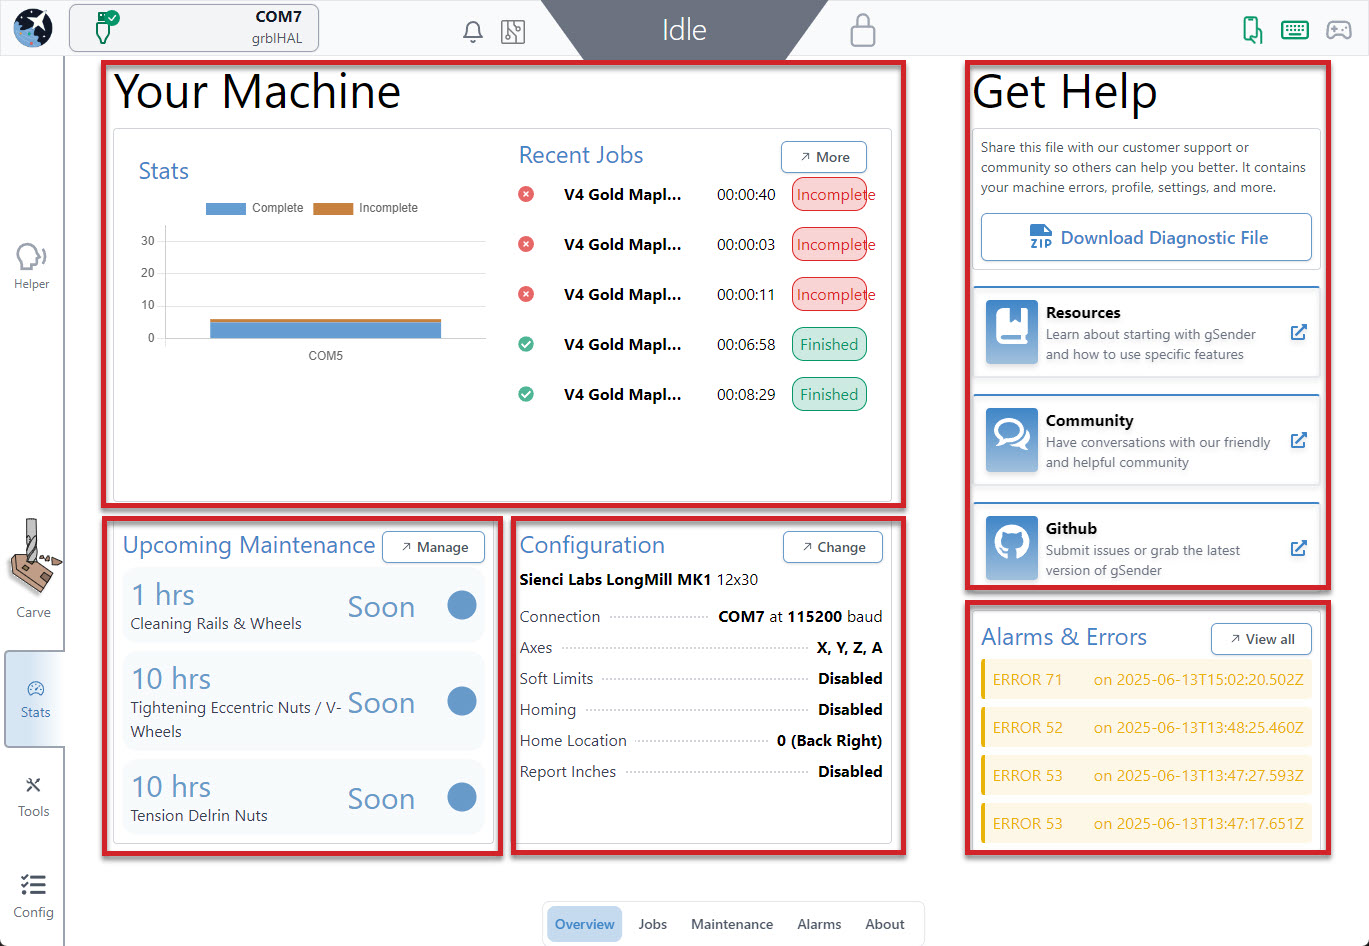 COM7
grblHAL
Idle
Helper
Carve
Stats
Tools
Config
Your Machine
Stats
Complete
Incomplete
30
20
10
0
COM5
Recent Jobs
More
V4 Gold Mapl... 00:00:40 Incomplete
V4 Gold Mapl... 00:00:03 Incomplete
V4 Gold Mapl... 00:00:11 Incomplete
V4 Gold Mapl... 00:06:58 Finished
V4 Gold Mapl... 00:08:29 Finished
Upcoming Maintenance
Manage
1 hrs
Cleaning Rails & Wheels
Soon
10 hrs
Tightening Eccentric Nuts / V-
Wheels
Soon
10 hrs
Tension Delrin Nuts
Soon
Configuration
Change
Sienci Labs LongMill MK1 12x30
Connection COM7 at 115200 baud
Axes X, Y, Z, A
Soft Limits Disabled
Homing Disabled
Home Location 0 (Back Right)
Report Inches Disabled
Get Help
Share this file with our customer support or
community so others can help you better. It contains
your machine errors, profile, settings, and more.
ZIP Download Diagnostic File
Resources
Learn about starting with gSender
and how to use specific features
Community
Have conversations with our friendly
and helpful community
Github
Submit issues or grab the latest
version of gSender
Alarms & Errors
View all
ERROR 71 on 2025-06-13T15:02:20.502Z
ERROR 52 on 2025-06-13T13:48:25.460Z
ERROR 53 on 2025-06-13T13:47:27.593Z
ERROR 53 on 2025-06-13T13:47:17.651Z
Overview
Jobs
Maintenance
Alarms
About